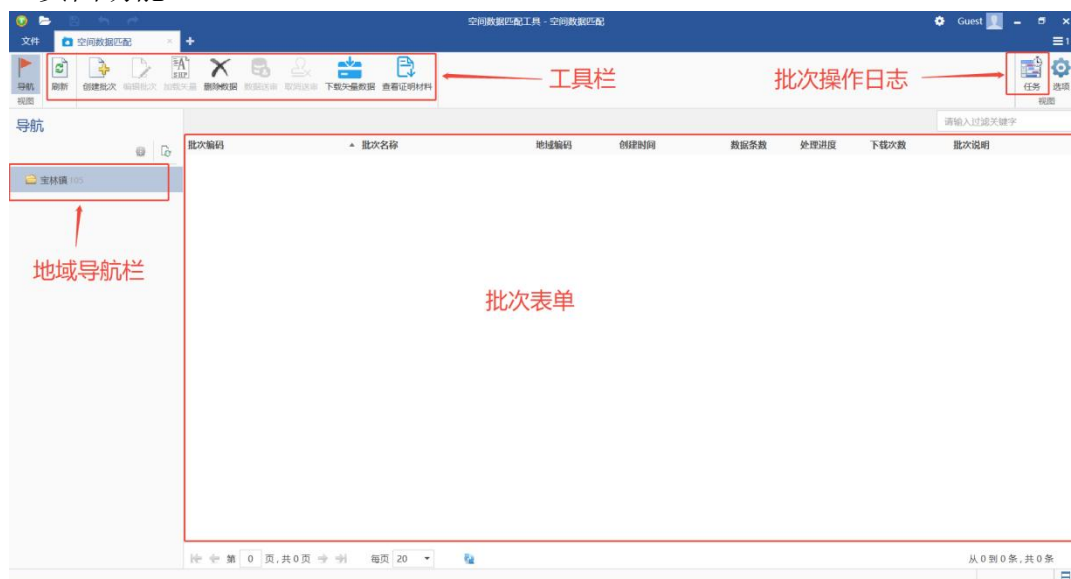 空间数据匹配工具 - 空间数据匹配
Guest
文件
空间数据匹配
1
导航
刷新
创建批次
编辑批次
加载矢量
删除数据
数据送审
取消送审
下载矢量数据
查看证明材料
工具栏
批次操作日志
任务
选项
视图
视图
导航
请输入过滤关键字
批次编码
批次名称
地域编码
创建时间
数据条数
处理进度
下载次数
批次说明
宝林镇 105
地域导航栏
批次表单
第 0 页,共 0 页
每页 20
从 0 到 0 条,共 0 条